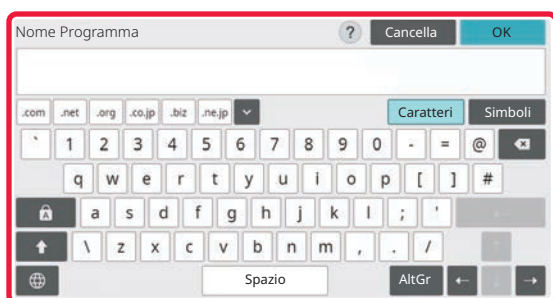 Nome Programma ? Cancella OK
.com .net .org .co.jp .biz .ne.jp Caratteri Simboli
` 1 2 3 4 5 6 7 8 9 0 - = @
q w e r t y u i o p [ ] #
A a s d f g h j k l ; '
\ z x c v b n m , . /
Spazio AltGr